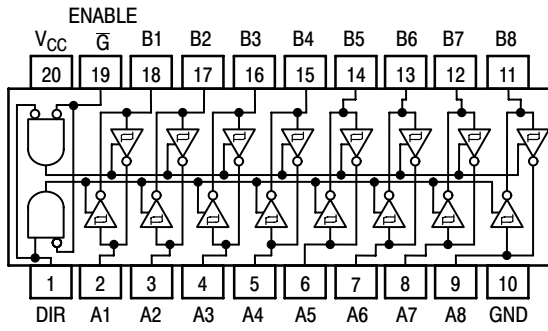 ENABLE
VCC G B1 B2 B3 B4 B5 B6 B7 B8
20 19 18 17 16 15 14 13 12 11
1 2 3 4 5 6 7 8 9 10
DIR A1 A2 A3 A4 A5 A6 A7 A8 GND